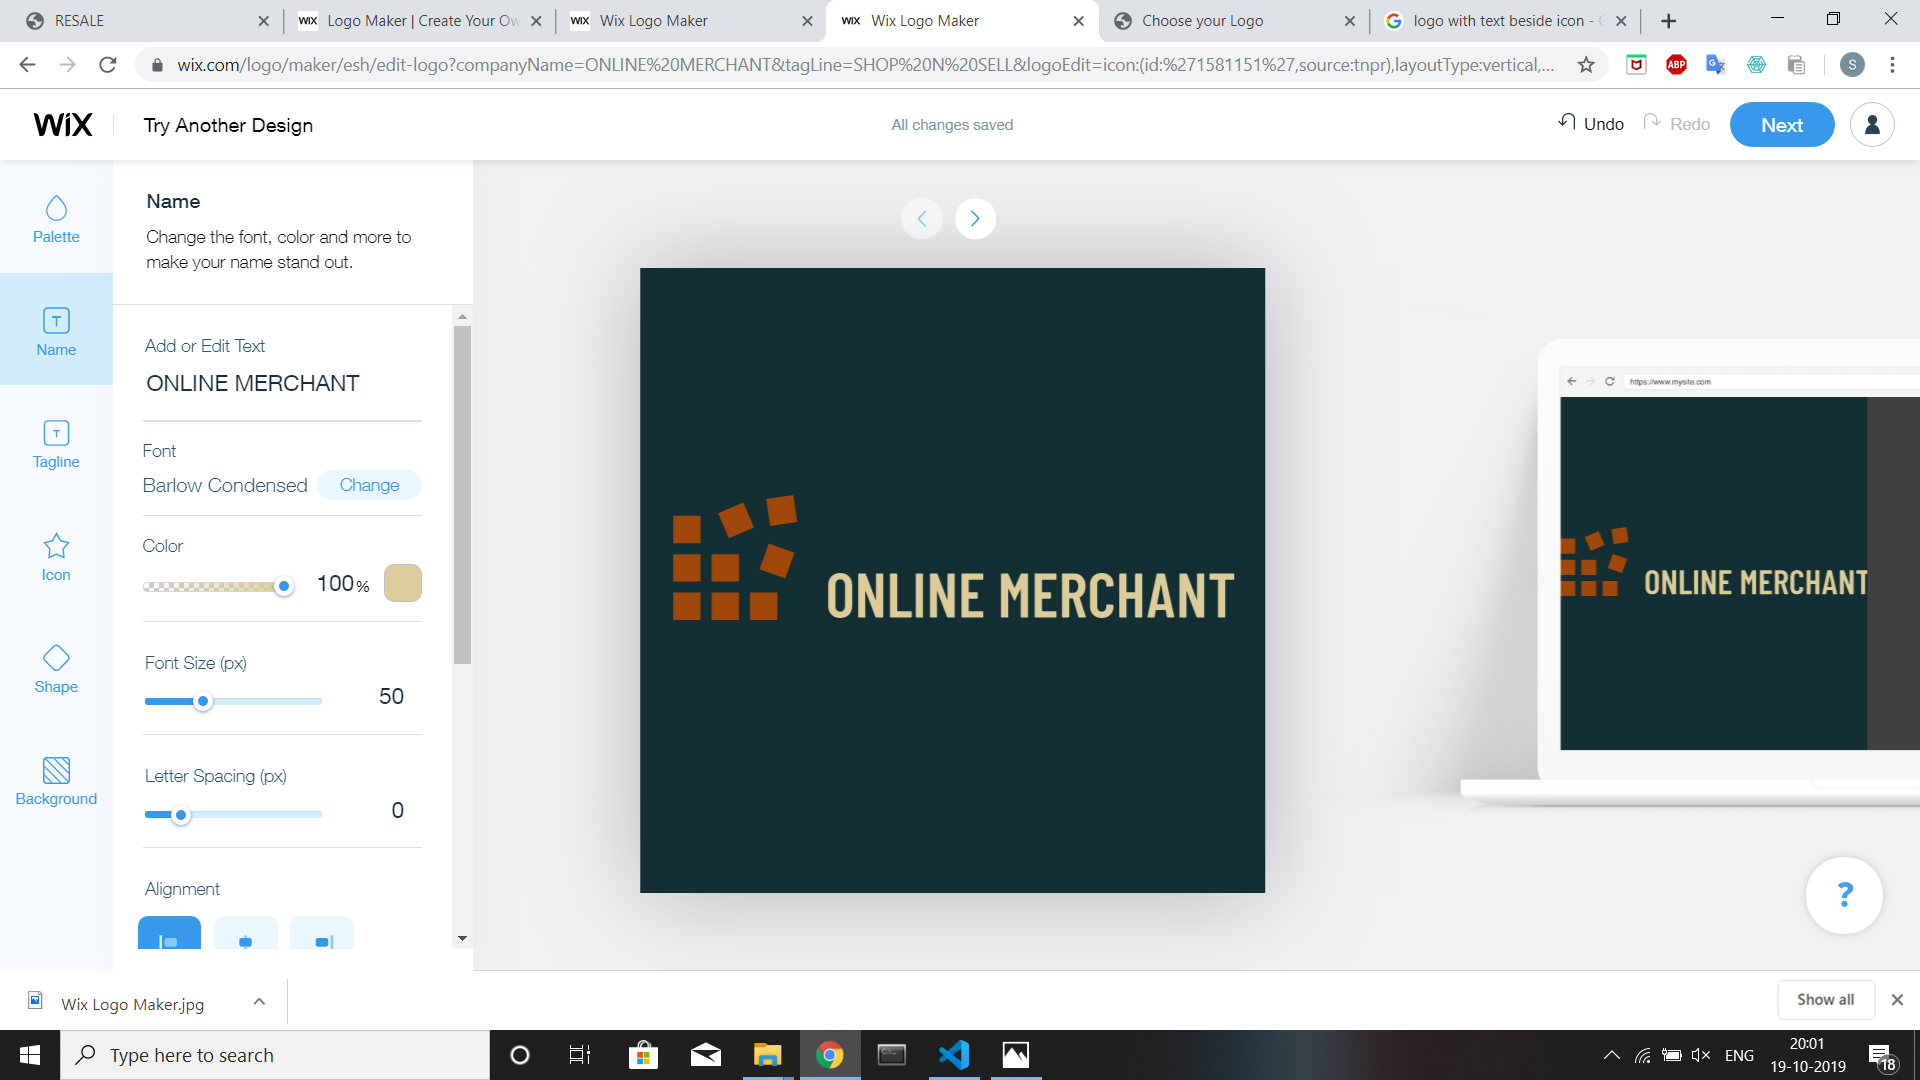 RESALE
Logo Maker | Create Your Ow
Wix Logo Maker
Wix Logo Maker
Choose your Logo
logo with text beside icon -
wix.com/logo/maker/esh/edit-logo?companyName=ONLINE%20MERCHANT&tagLine=SHOP%20N%20SELL&logoEdit=icon:(id:%271581151%27,source:tnpr),layoutType:vertical,...
ABP
S
WiX
Try Another Design
All changes saved
Undo
Redo
Next
Palette
Name
Tagline
Icon
Shape
Background
Name
Change the font, color and more to
make your name stand out.
Add or Edit Text
ONLINE MERCHANT
Font
Barlow Condensed
Change
Color
100%
Font Size (px)
50
Letter Spacing (px)
0
Alignment
ONLINE MERCHANT
https://www.mysite.com
ONLINE MERCHANT
?
Wix Logo Maker.jpg
Show all
Type here to search
ENG
20:01
19-10-2019
18